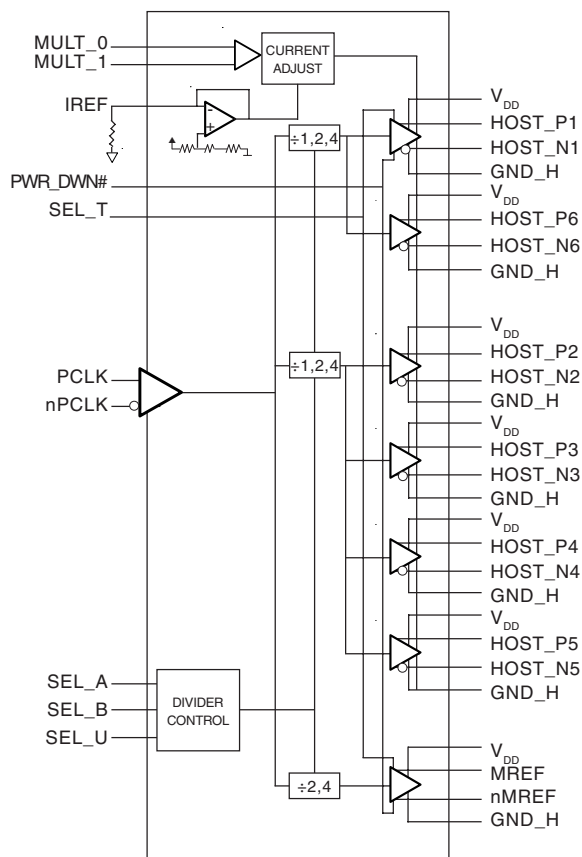 MULT_0
MULT_1
CURRENT
ADJUST
IREF
-
+
÷1,2,4
PWR_DWN#
SEL_T
VDD
HOST_P1
HOST_N1
GND_H
VDD
HOST_P6
HOST_N6
GND_H
÷1,2,4
PCLK
nPCLK
VDD
HOST_P2
HOST_N2
GND_H
VDD
HOST_P3
HOST_N3
GND_H
VDD
HOST_P4
HOST_N4
GND_H
VDD
HOST_P5
HOST_N5
GND_H
SEL_A
SEL_B
SEL_U
DIVIDER
CONTROL
÷2,4
VDD
MREF
nMREF
GND_H